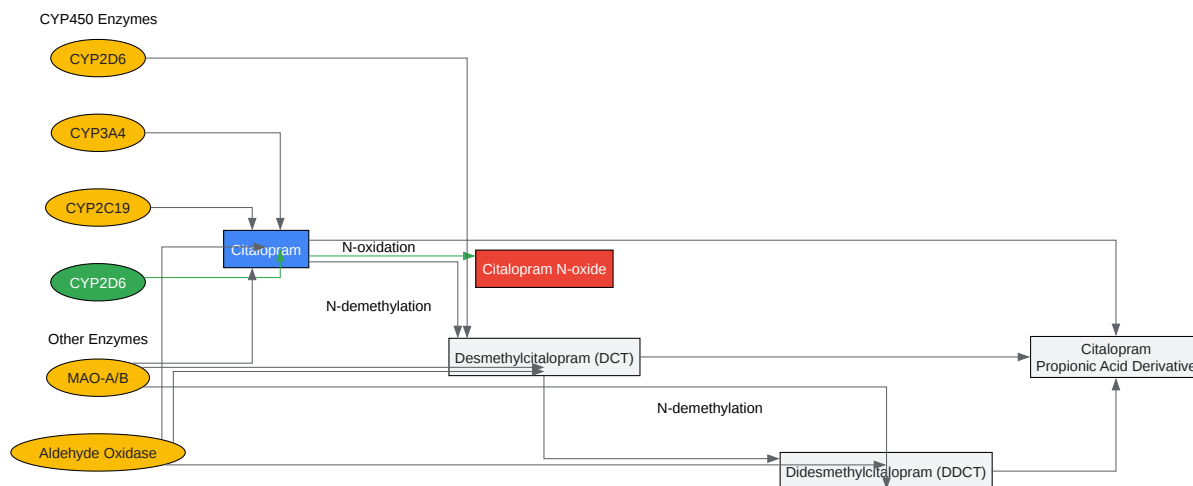 CYP450 Enzymes
CYP2D6
CYP3A4
CYP2C19
Citalopram
N-oxidation
Citalopram N-oxide
CYP2D6
N-demethylation
Other Enzymes
Desmethylcitalopram (DCT)
Citalopram
Propionic Acid Derivative
MAO-A/B
N-demethylation
Aldehyde Oxidase
Didesmethylcitalopram (DDCT)